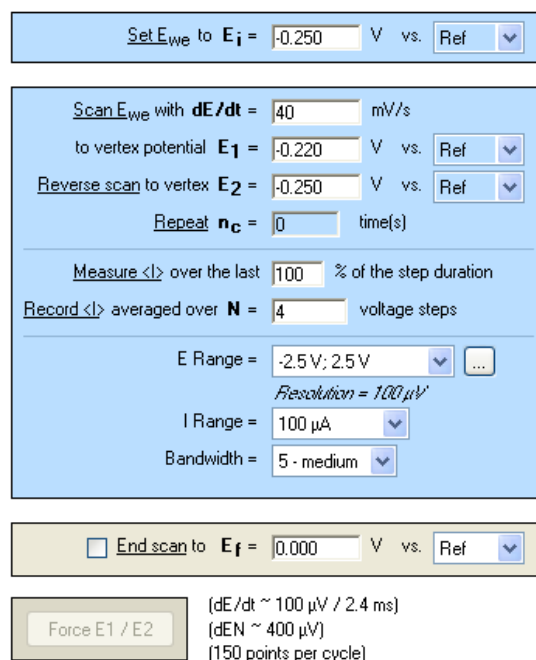 Set Ewe to Ei = -0.250 V vs. Ref
Scan Ewe with dE/dt = 40 mV/s
to vertex potential E1 = -0.220 V vs. Ref
Reverse scan to vertex E2 = -0.250 V vs. Ref
Repeat nc = 0 time(s)
Measure <I> over the last 100 % of the step duration
Record <I> averaged over N = 4 voltage steps
E Range = -2.5 V; 2.5 V ...
Resolution = 100 µV
I Range = 100 µA
Bandwidth = 5 - medium
End scan to Ef = 0.000 V vs. Ref
Force E1 / E2
(dE/dt ~ 100 µV / 2.4 ms)
(dEN ~ 400 µV)
(150 points per cycle)